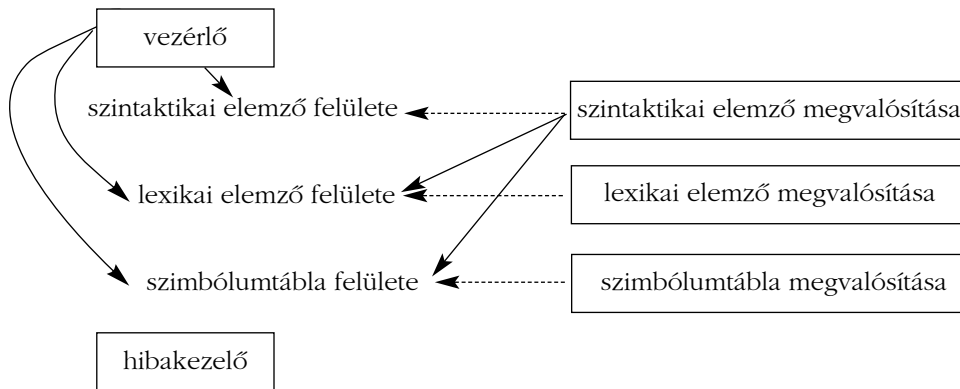 vezérlő
szintaktikai elemző felülete
szintaktikai elemző megvalósítása
lexikai elemző felülete
lexikai elemző megvalósítása
szimbólumtábla felülete
szimbólumtábla megvalósítása
hibakezelő